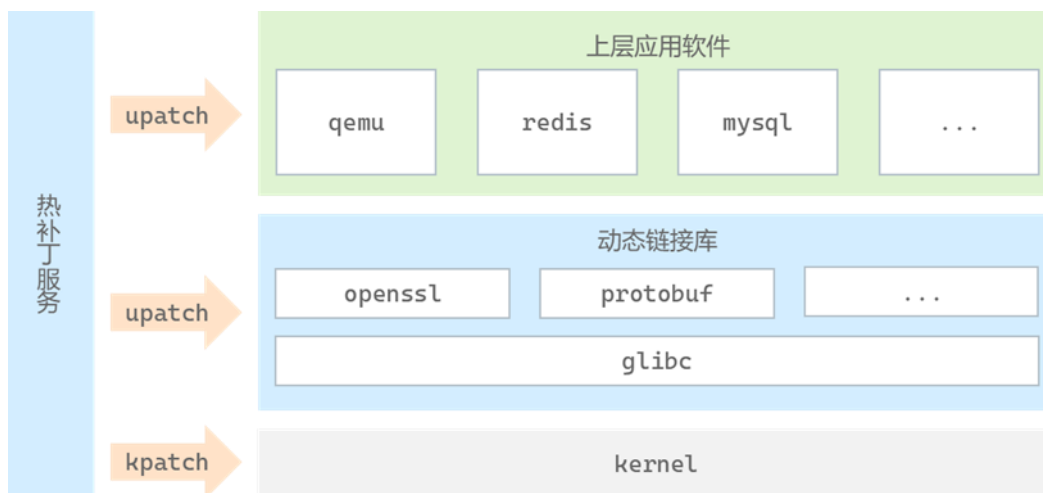 热补丁服务
upatch
上层应用软件
qemu
redis
mysql
...
upatch
动态链接库
openssl
protobuf
...
glibc
kpatch
kernel